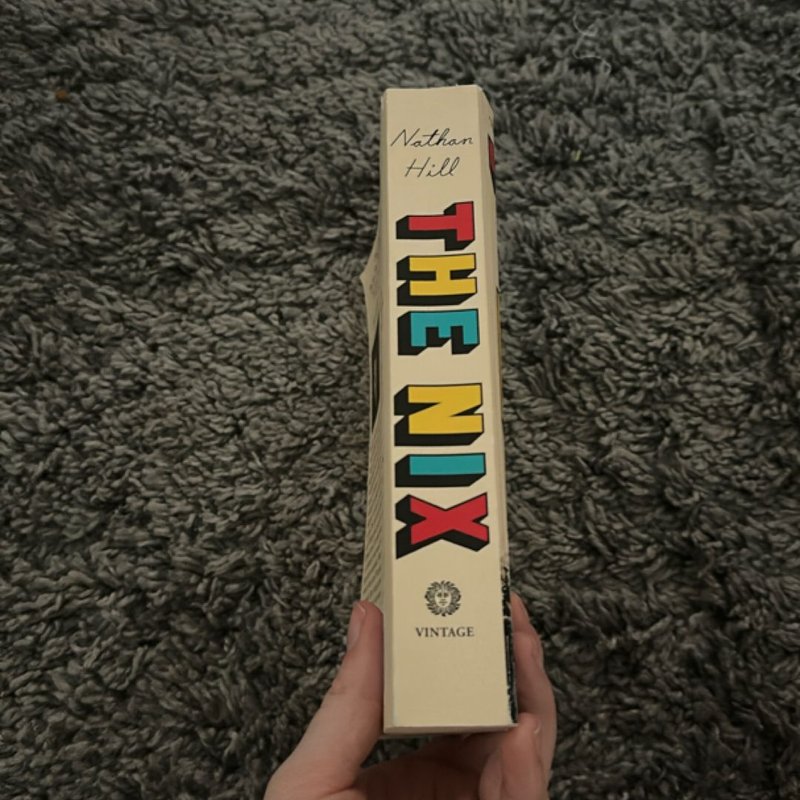 Nathan
Hill
THE NIX
VINTAGE